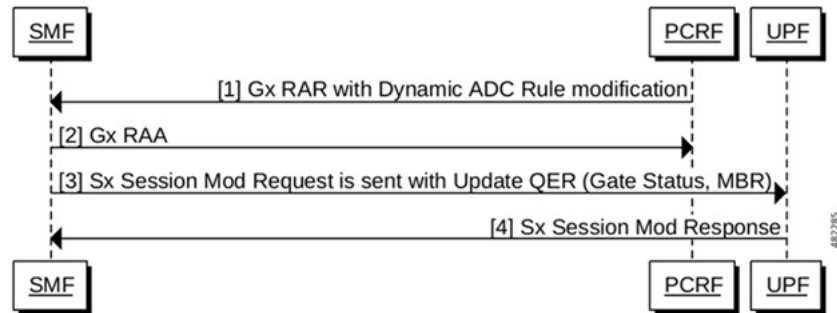 SMF PCRF UPF
[1] Gx RAR with Dynamic ADC Rule modification
[2] Gx RAA
[3] Sx Session Mod Request is sent with Update QER (Gate Status, MBR)
[4] Sx Session Mod Response
482285
SMF PCRF UPF